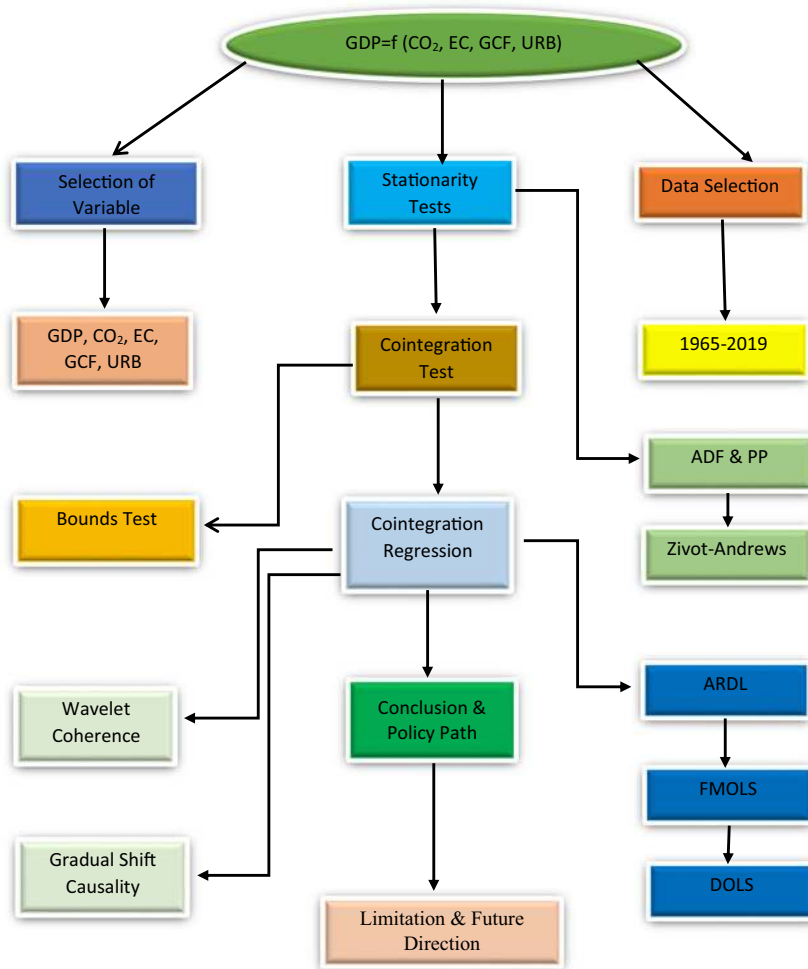 GDP=f (CO₂, EC, GCF, URB)
Selection of
Variable
Stationarity
Tests
Data Selection
GDP, CO₂, EC,
GCF, URB
Cointegration
Test
1965-2019
ADF & PP
Bounds Test
Cointegration
Regression
Zivot-Andrews
Wavelet
Coherence
Conclusion &
Policy Path
ARDL
FMOLS
Gradual Shift
Causality
DOLS
Limitation & Future
Direction